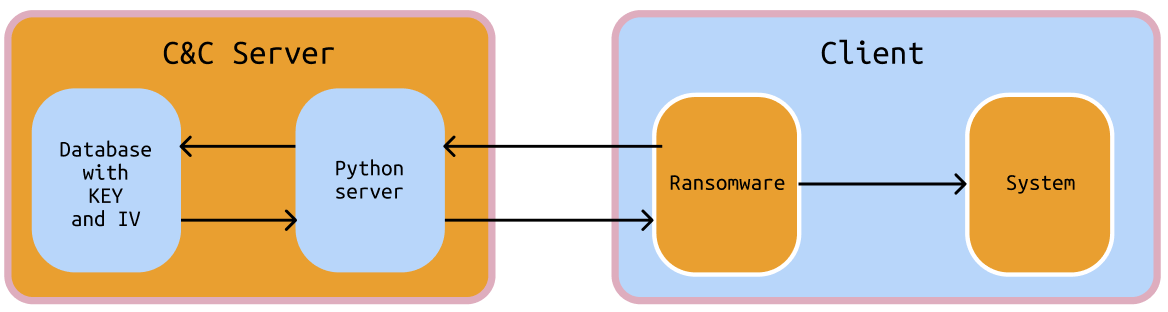 C&C Server
Database
with
KEY
and IV
Python
server
Client
Ransomware
System